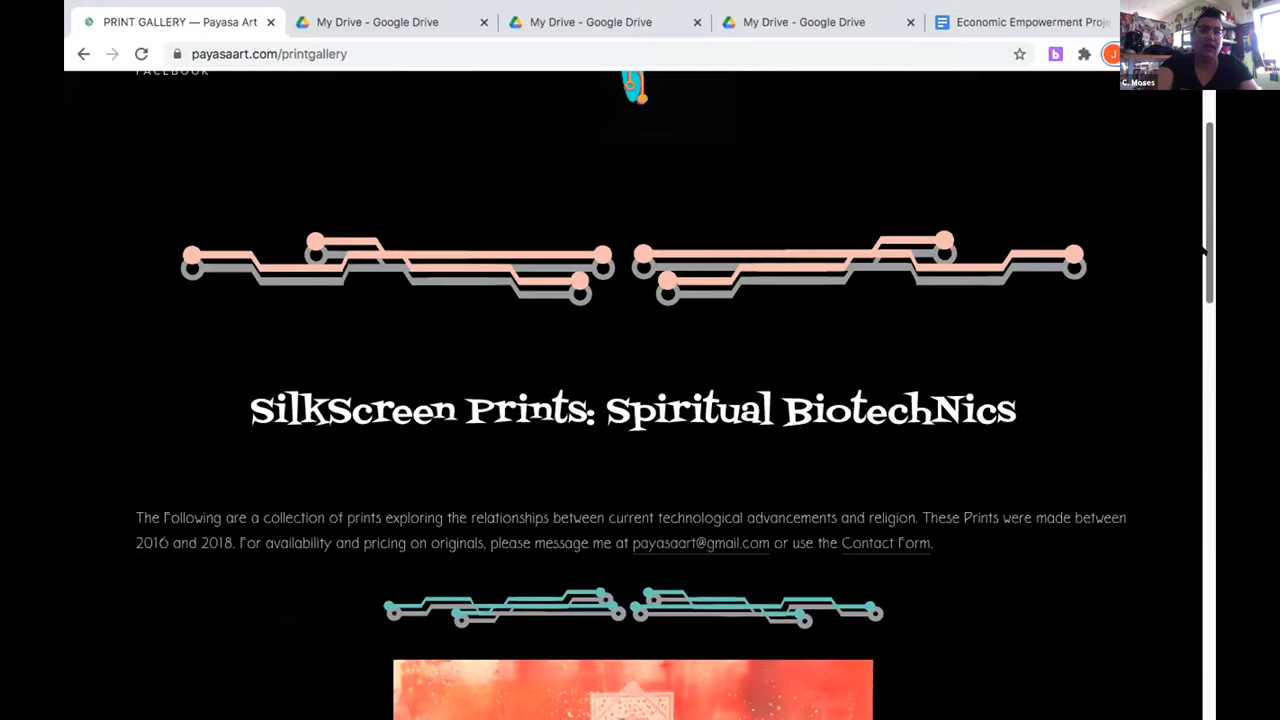 PRINT GALLERY — Payasa Art
My Drive - Google Drive
My Drive - Google Drive
My Drive - Google Drive
Economic Empowerment Proje
payasaart.com/printgallery
b
J
C. Moses
FACEBOOK
SilkScreen Prints: Spiritual BiotechNics
The Following are a collection of prints exploring the relationships between current technological advancements and religion. These Prints were made between
2016 and 2018. For availability and pricing on originals, please message me at payasaart@gmail.com or use the Contact Form.